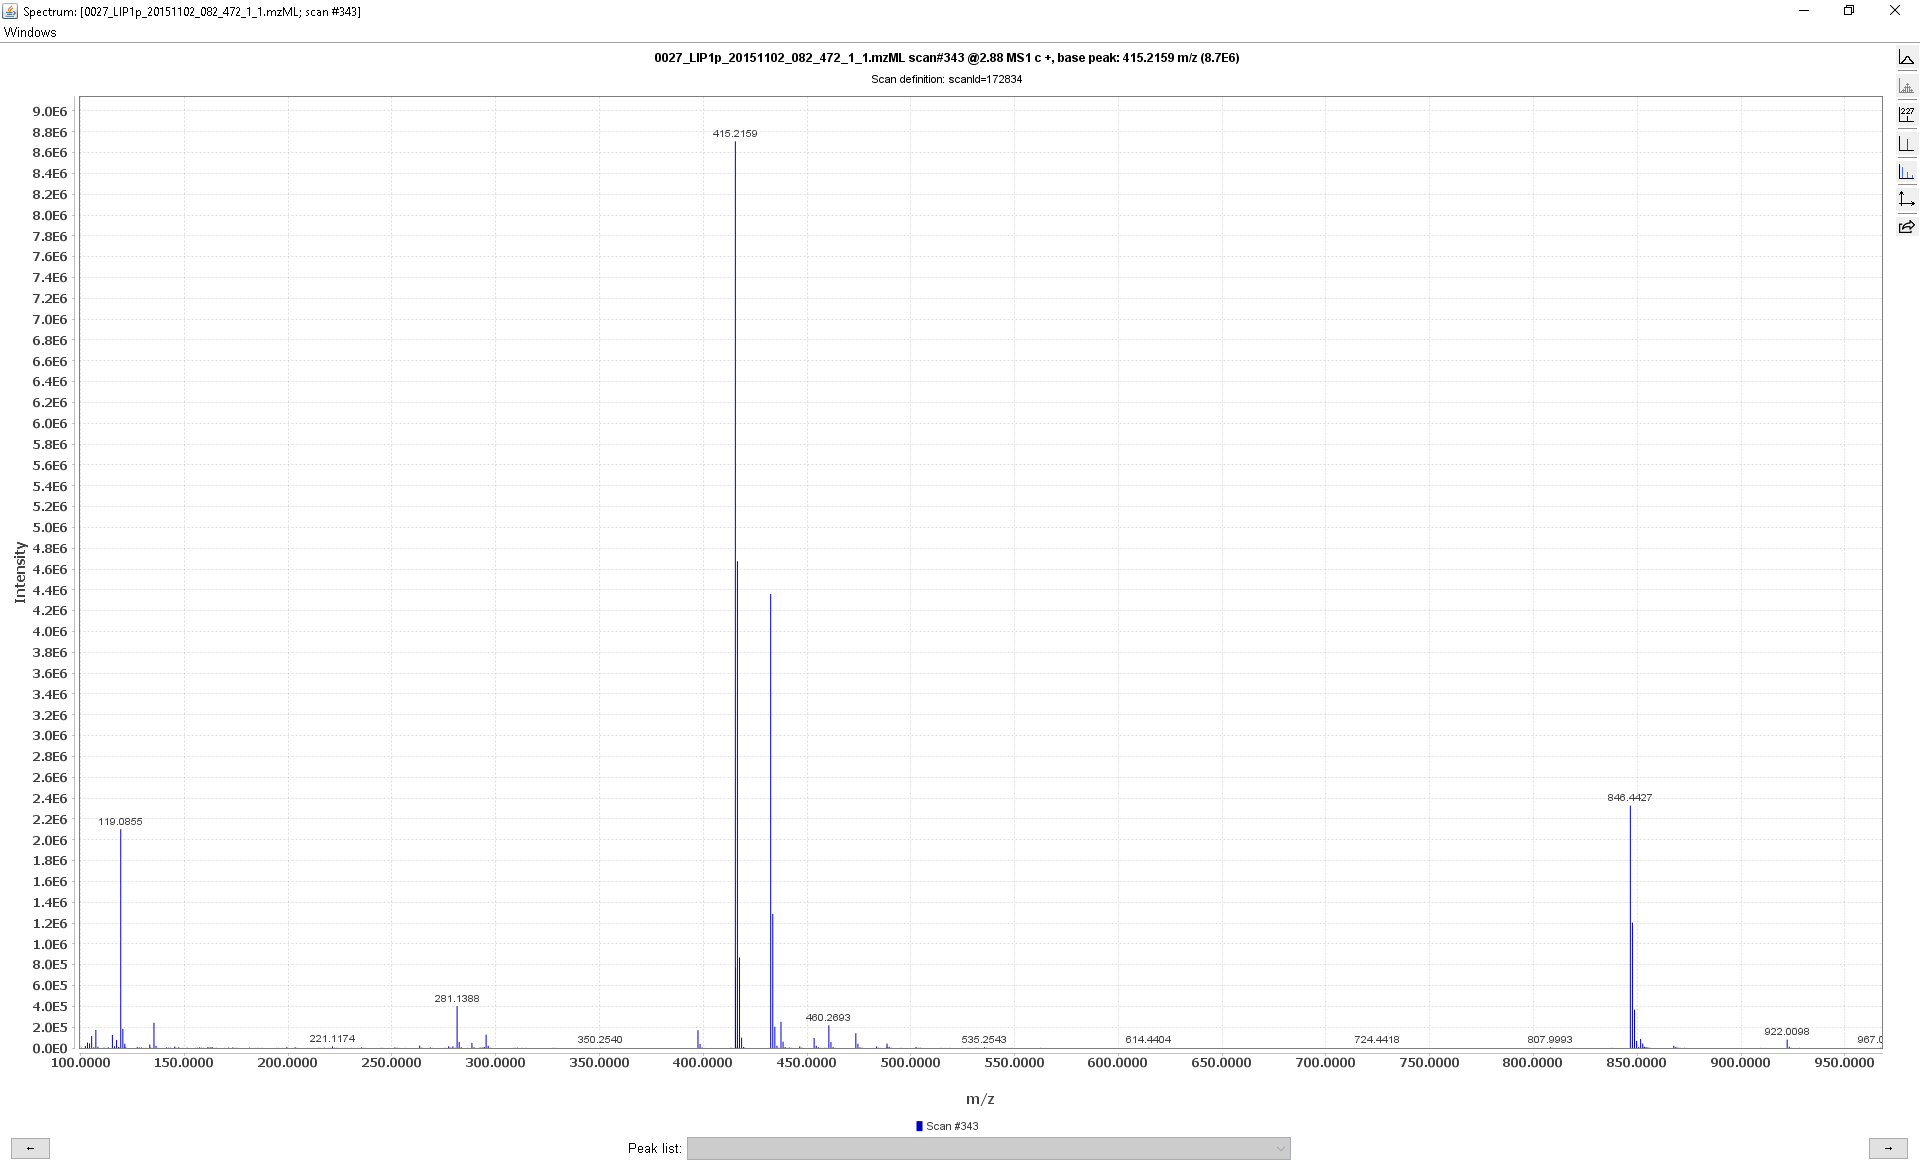 Spectrum: [0027_LIP1p_20151102_082_472_1_1.mzML; scan #343]
Windows
0027_LIP1p_20151102_082_472_1_1.mzML scan#343 @2.88 MS1 c +, base peak: 415.2159 m/z (8.7E6)
Scan definition: scanId=172834
9.0E6
8.8E6
8.6E6
8.4E6
8.2E6
8.0E6
7.8E6
7.6E6
7.4E6
7.2E6
7.0E6
6.8E6
6.6E6
6.4E6
6.2E6
6.0E6
5.8E6
5.6E6
5.4E6
5.2E6
5.0E6
4.8E6
4.6E6
4.4E6
4.2E6
4.0E6
3.8E6
3.6E6
3.4E6
3.2E6
3.0E6
2.8E6
2.6E6
2.4E6
2.2E6
2.0E6
1.8E6
1.6E6
1.4E6
1.2E6
1.0E6
8.0E5
6.0E5
4.0E5
2.0E5
0.0E0
Intensity
415.2159
846.4427
119.0855
281.1388
460.2693
221.1174
350.2540
535.2543
614.4404
724.4418
807.9993
922.0098
967.0
227
100.0000 150.0000 200.0000 250.0000 300.0000 350.0000 400.0000 450.0000 500.0000 550.0000 600.0000 650.0000 700.0000 750.0000 800.0000 850.0000 900.0000 950.0000
m/z
Scan #343
Peak list: